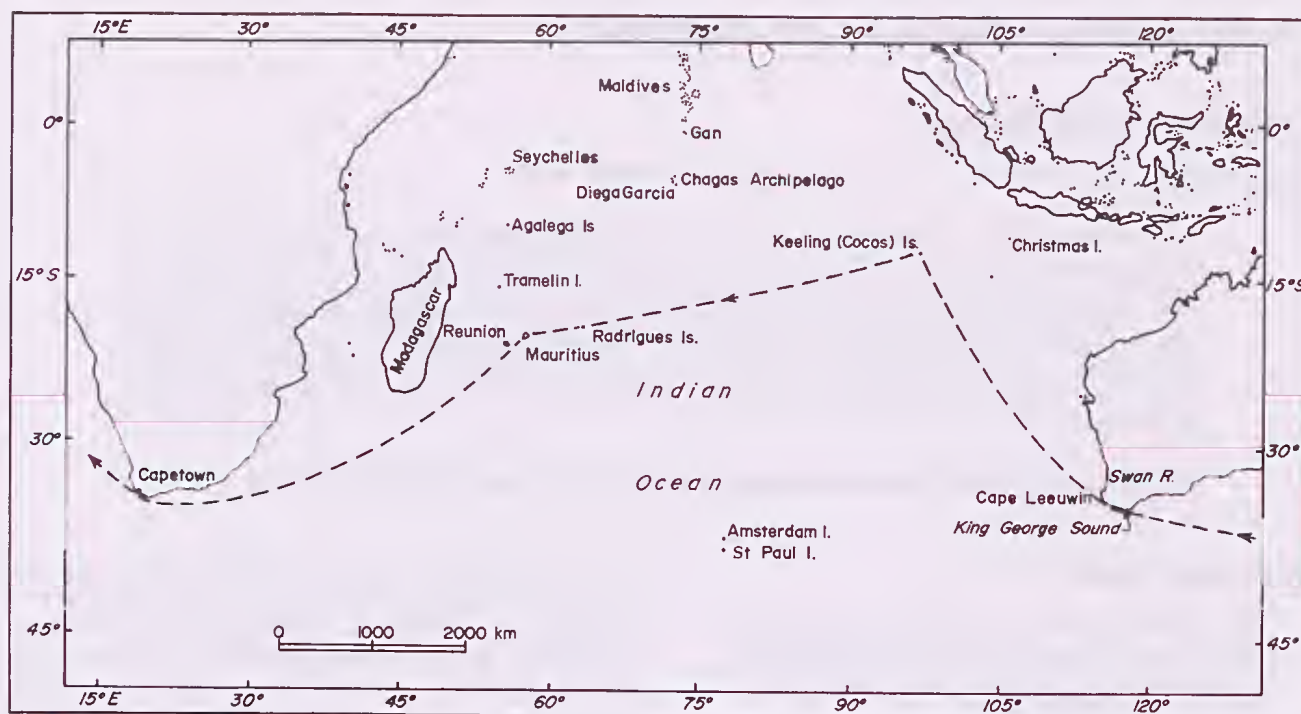 15°E 30° 45° 60° 75° 90° 105° 120°
Maldives
0°
0°
Gan
Seychelles
Chagas Archipelago
DiegaGarcia
Agalega Is
Keeling (Cocos) Is.
Christmas I.
15°S
15°S
Tramelin I.
Madagascar
Reunion
Radrigues Is.
Mauritius
Indian
30°
30°
Capetown
Swan R.
Ocean
Cape Leeuwin
King George Sound
Amsterdam I.
St Paul I.
0 1000 2000 km
45°
45°
15°E 30° 45° 60° 75° 90° 105° 120°